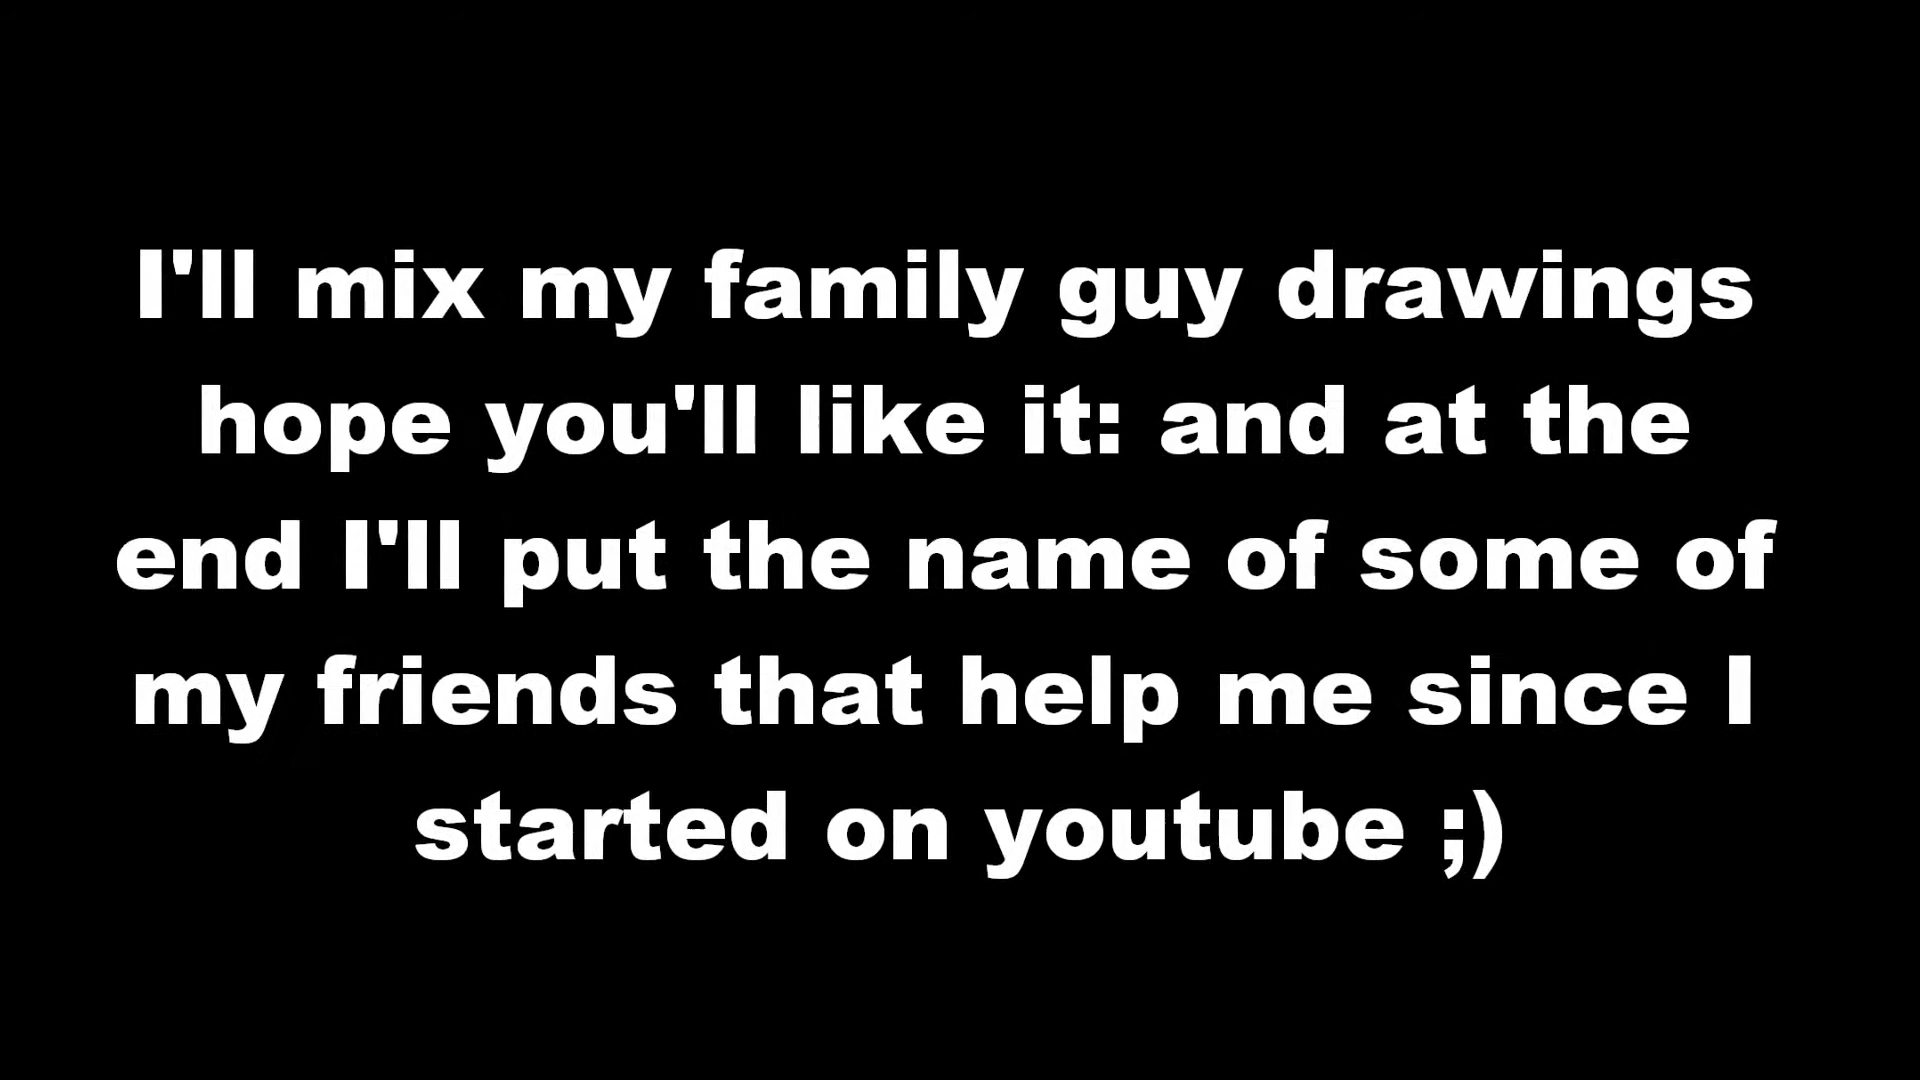 I'll mix my family guy drawings
hope you'll like it: and at the
end I'll put the name of some of
my friends that help me since I
started on youtube ;)